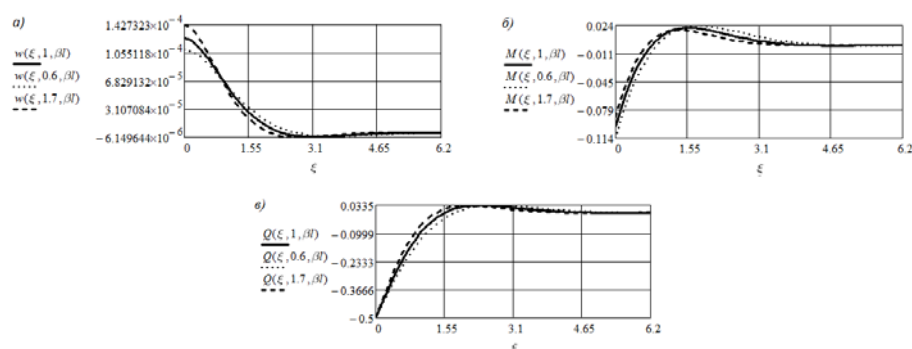 а)
1.427323×10⁻⁴
w(ξ,1,βl)
1.055118×10⁻⁴
w(ξ,0.6,βl)
6.829132×10⁻⁵
w(ξ,1.7,βl)
3.107084×10⁻⁵
−6.149644×10⁻⁶
0 1.55 3.1 4.65 6.2
ξ
б)
0.024
M(ξ,1,βl)
−0.011
M(ξ,0.6,βl)
−0.045
M(ξ,1.7,βl)
−0.079
−0.114
0 1.55 3.1 4.65 6.2
ξ
в)
0.0335
Q(ξ,1,βl)
−0.0999
Q(ξ,0.6,βl)
−0.2333
Q(ξ,1.7,βl)
−0.3666
−0.5
0 1.55 3.1 4.65 6.2
ξ